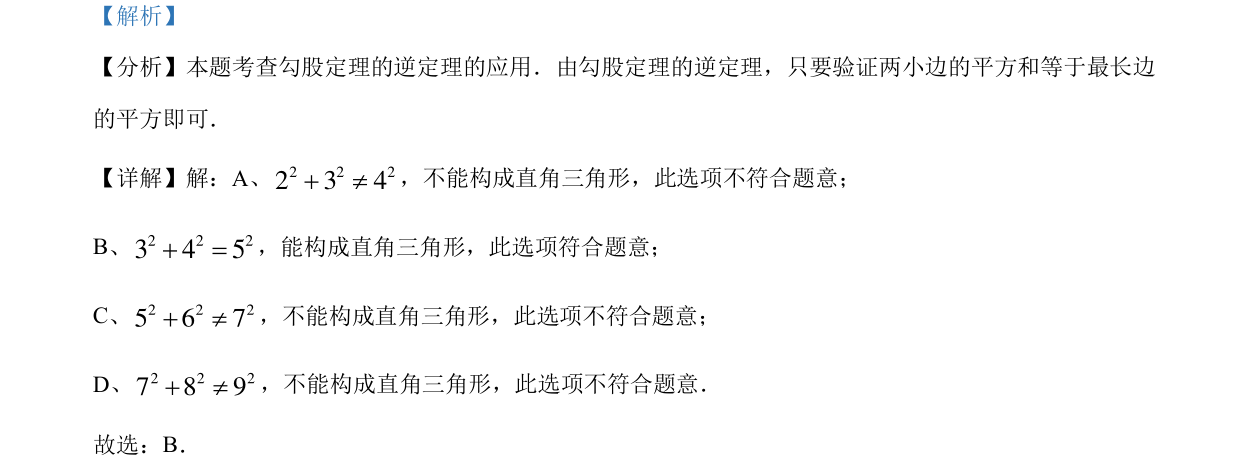 【解析】
【分析】本题考查勾股定理的逆定理的应用．由勾股定理的逆定理，只要验证两小边的平方和等于最长边
的平方即可．
【详解】解：A、2² + 3² ≠ 4²，不能构成直角三角形，此选项不符合题意；
B、3² + 4² = 5²，能构成直角三角形，此选项符合题意；
C、5² + 6² ≠ 7²，不能构成直角三角形，此选项不符合题意；
D、7² + 8² ≠ 9²，不能构成直角三角形，此选项不符合题意．
故选：B．